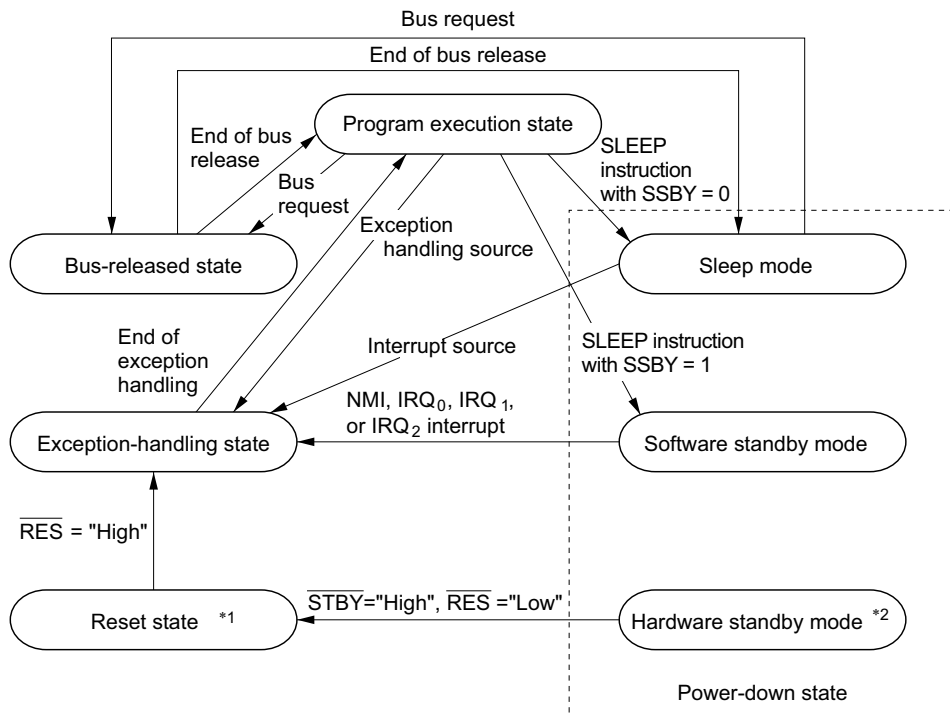 Bus request
End of bus release
Program execution state
End of bus
release
SLEEP
instruction
with SSBY = 0
Bus
request
Exception
handling source
Bus-released state
Sleep mode
End of
exception
handling
Interrupt source
SLEEP instruction
with SSBY = 1
NMI, IRQ0, IRQ1,
or IRQ2 interrupt
Exception-handling state
Software standby mode
RES = "High"
STBY="High", RES ="Low"
Reset state *1
Hardware standby mode *2
Power-down state